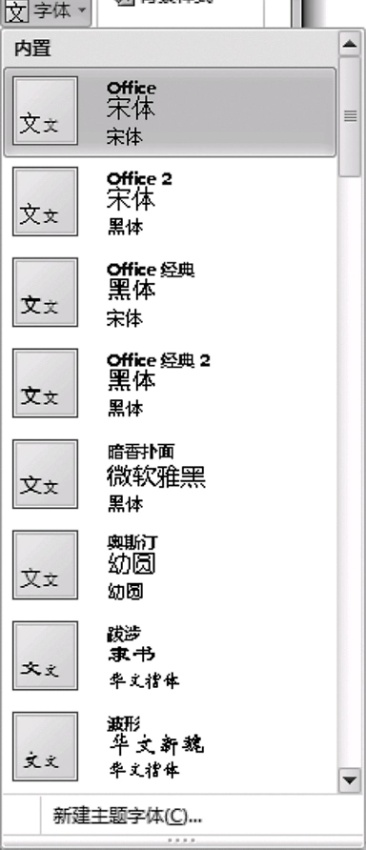 文 字体
内置
Office
宋体
宋体
文文
Office 2
宋体
黑体
文文
Office 经典
黑体
宋体
文文
Office 经典 2
黑体
黑体
文文
暗香扑面
微软雅黑
黑体
文文
奥斯汀
幼圆
幼圆
文文
跋涉
隶书
华文楷体
文文
波形
华文新魏
华文楷体
文文
新建主题字体(C)...